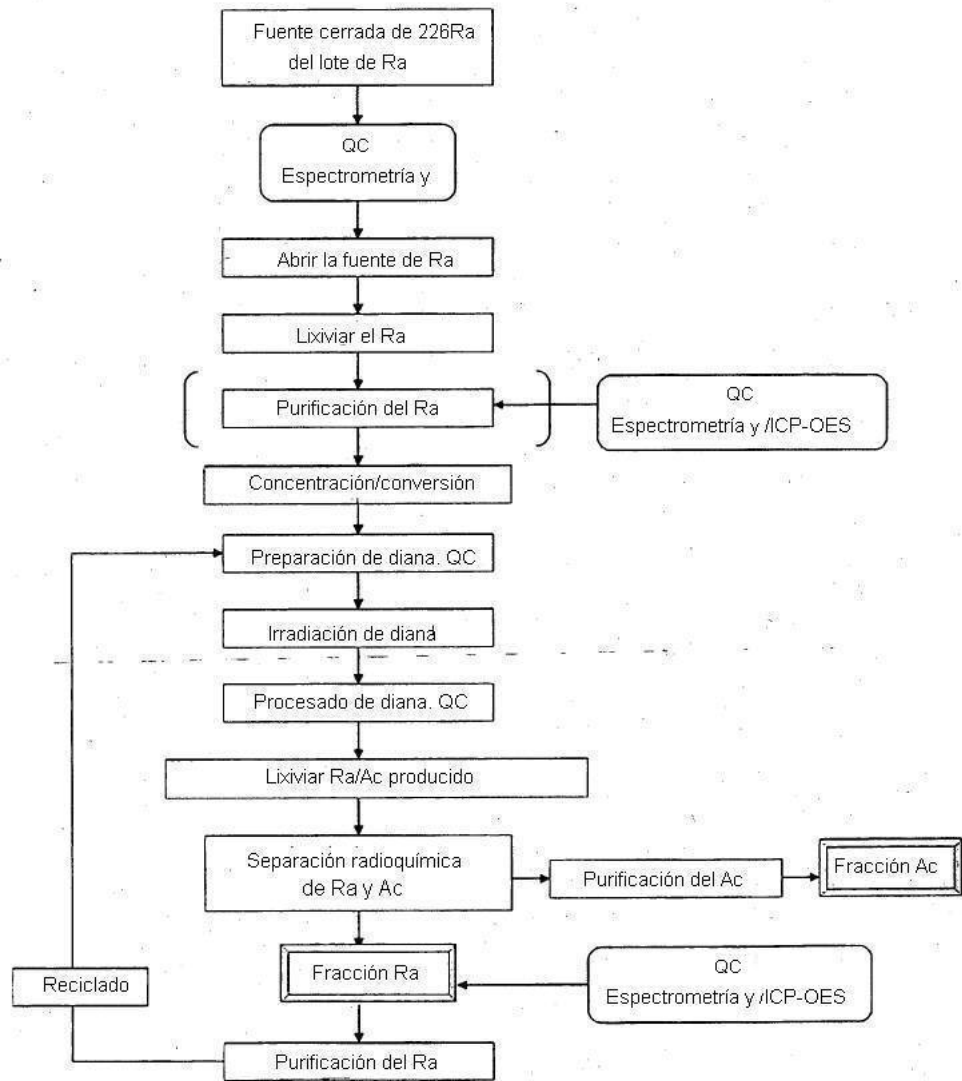 Fuente cerrada de 226Ra
del lote de Ra
QC
Espectrometría y
Abrir la fuente de Ra
Lixiviar el Ra
Purificación del Ra
QC
Espectrometría y /ICP-OES
Concentración/conversión
Preparación de diana. QC
Irradiación de diana
Procesado de diana. QC
Lixiviar Ra/Ac producido
Separación radioquímica
de Ra y Ac
Purificación del Ac
Fracción Ac
Fracción Ra
QC
Espectrometría y /ICP-OES
Reciclado
Purificación del Ra